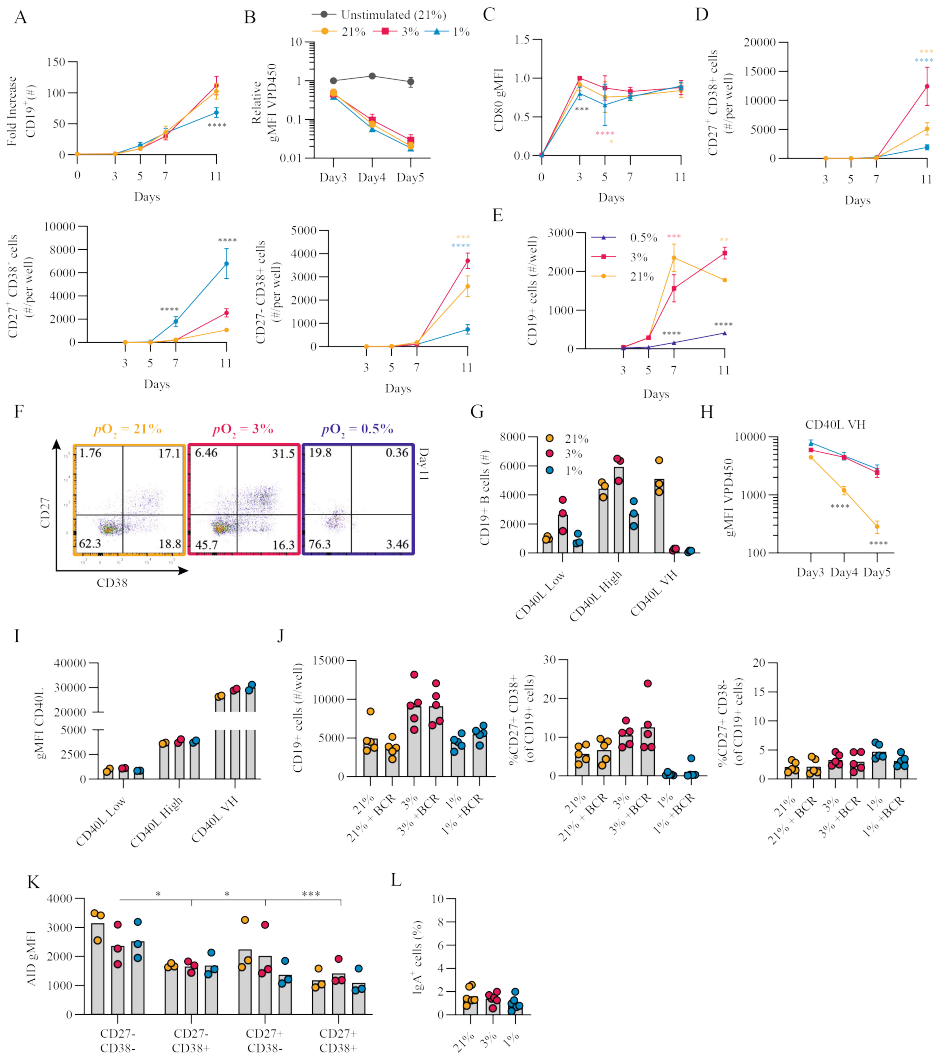 A
Fold Increase
CD19+ (#)
150
100
50
0
0 3 5 7 11
Days
****
B
Unstimulated (21%)
21% 3% 1%
Relative
gMFI VPD450
10
1
0.1
0.01
Day3 Day4 Day5
C
CD80 gMFI
1.5
1.0
0.5
0.0
0 3 5 7 11
Days
***
****
*
D
CD27+ CD38+ cells
(#/per well)
20000
15000
10000
5000
0
3 5 7 11
Days
***
****
CD27+ CD38- cells
(#/per well)
10000
8000
6000
4000
2000
0
3 5 7 11
Days
****
****
CD27- CD38+ cells
(#/per well)
5000
4000
3000
2000
1000
0
3 5 7 11
Days
***
****
E
CD19+ cells (#/well)
3000
2000
1000
0
0.5%
3%
21%
3 5 7 11
Days
***
**
****
****
F
pO2 = 21% pO2 = 3% pO2 = 0.5%
1.76 17.1 6.46 31.5 19.8 0.36
62.3 18.8 45.7 16.3 76.3 3.46
Day11
CD27
CD38
G
CD19+ B cells (#)
8000
6000
4000
2000
0
21%
3%
1%
CD40L Low CD40L High CD40L VH
H
CD40L VH
gMFI VPD450
10000
1000
100
Day3 Day4 Day5
****
****
I
gMFI CD40L
40000
30000
20000
5000
0
CD40L Low CD40L High CD40L VH
J
CD19+ cells (#/well)
15000
10000
5000
0
21% 21% +BCR 3% 3% +BCR 1% 1% +BCR
%CD27+ CD38+
(of CD19+ cells)
30
20
10
0
21% 21% +BCR 3% 3% +BCR 1% 1% +BCR
%CD27+ CD38-
(of CD19+ cells)
20
15
10
5
0
21% 21% +BCR 3% 3% +BCR 1% 1% +BCR
K
AID gMFI
4000
3000
2000
1000
0
* * ***
CD27- CD27- CD27+ CD27+
CD38- CD38+ CD38- CD38+
L
IgA+ cells (%)
10
8
6
4
2
0
21% 3% 1%